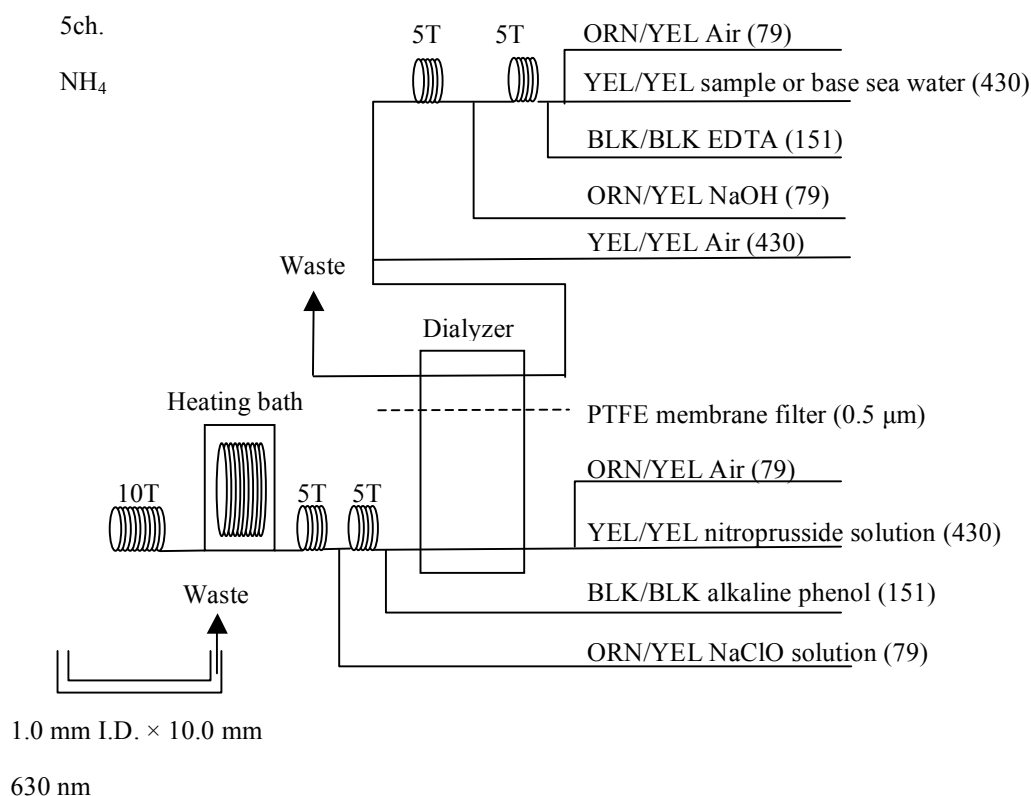 5ch.
5T 5T ORN/YEL Air (79)
NH₄ YEL/YEL sample or base sea water (430)
BLK/BLK EDTA (151)
ORN/YEL NaOH (79)
YEL/YEL Air (430)
Waste
Dialyzer
Heating bath
PTFE membrane filter (0.5 μm)
ORN/YEL Air (79)
10T 5T 5T
YEL/YEL nitroprusside solution (430)
Waste BLK/BLK alkaline phenol (151)
ORN/YEL NaClO solution (79)
1.0 mm I.D. × 10.0 mm
630 nm